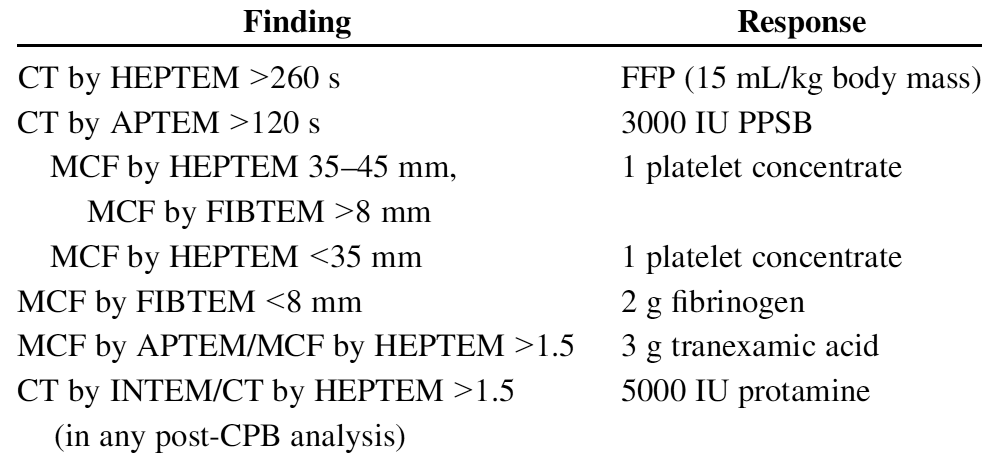 Finding Response
CT by HEPTEM >260 s FFP (15 mL/kg body mass)
CT by APTEM >120 s 3000 IU PPSB
MCF by HEPTEM 35–45 mm, 1 platelet concentrate
MCF by FIBTEM >8 mm
MCF by HEPTEM <35 mm 1 platelet concentrate
MCF by FIBTEM <8 mm 2 g fibrinogen
MCF by APTEM/MCF by HEPTEM >1.5 3 g tranexamic acid
CT by INTEM/CT by HEPTEM >1.5 5000 IU protamine
(in any post-CPB analysis)